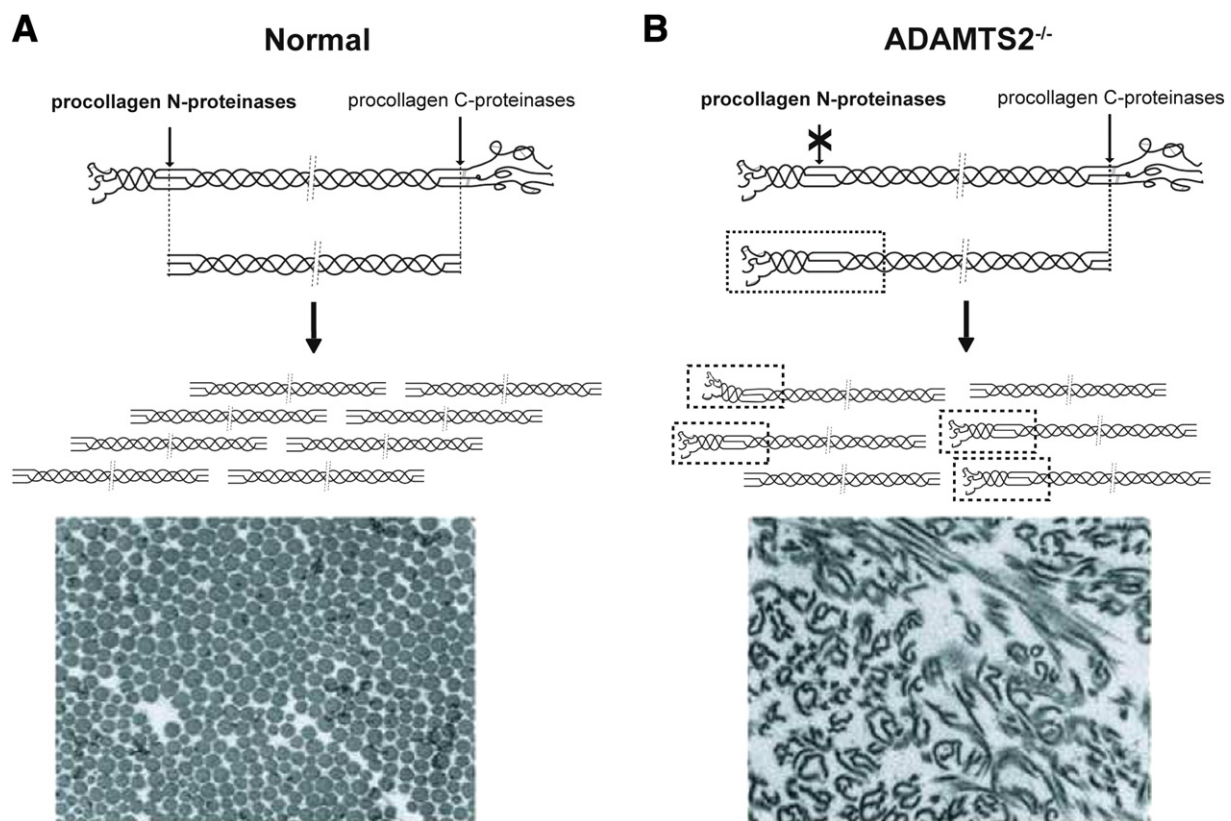 A
Normal
procollagen N-proteinases
procollagen C-proteinases
B
ADAMTS2-/-
procollagen N-proteinases
procollagen C-proteinases